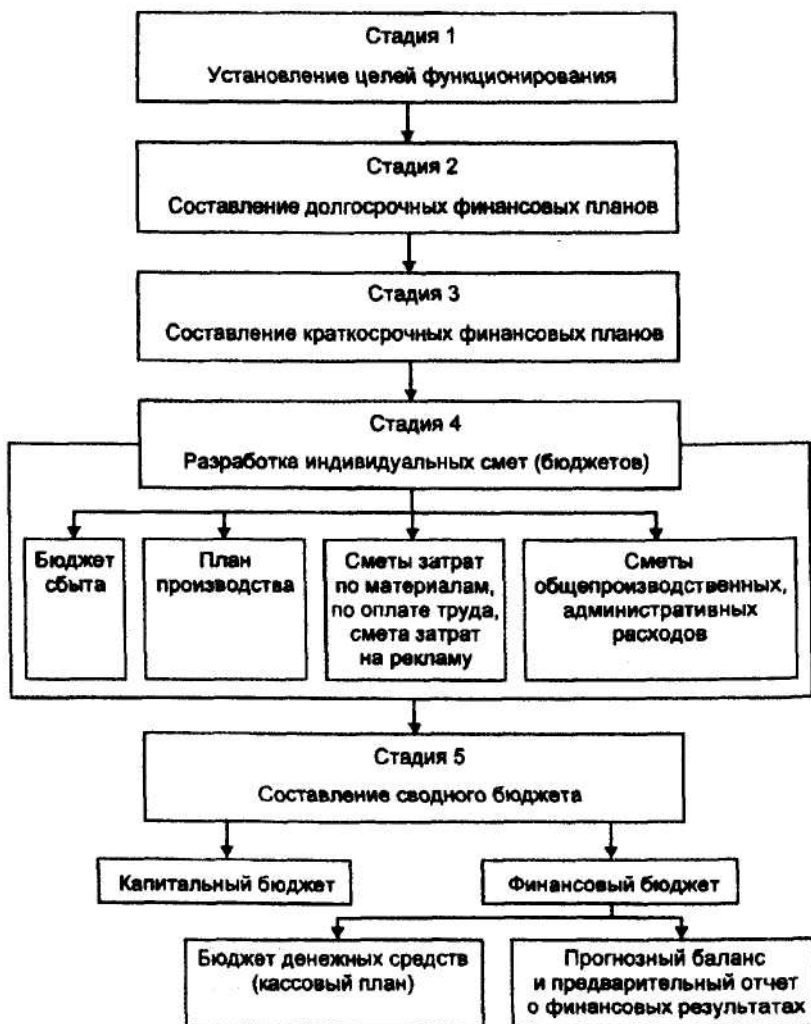 Стадия 1
Установление целей функционирования
Стадия 2
Составление долгосрочных финансовых планов
Стадия 3
Составление краткосрочных финансовых планов
Стадия 4
Разработка индивидуальных смет (бюджетов)
Бюджет
сбыта
План
производства
Сметы затрат
по материалам,
по оплате труда,
смета затрат
на рекламу
Сметы
общепроизводственных,
административных
расходов
Стадия 5
Составление сводного бюджета
Капитальный бюджет
Финансовый бюджет
Бюджет денежных средств
(кассовый план)
Прогнозный баланс
и предварительный отчет
о финансовых результатах